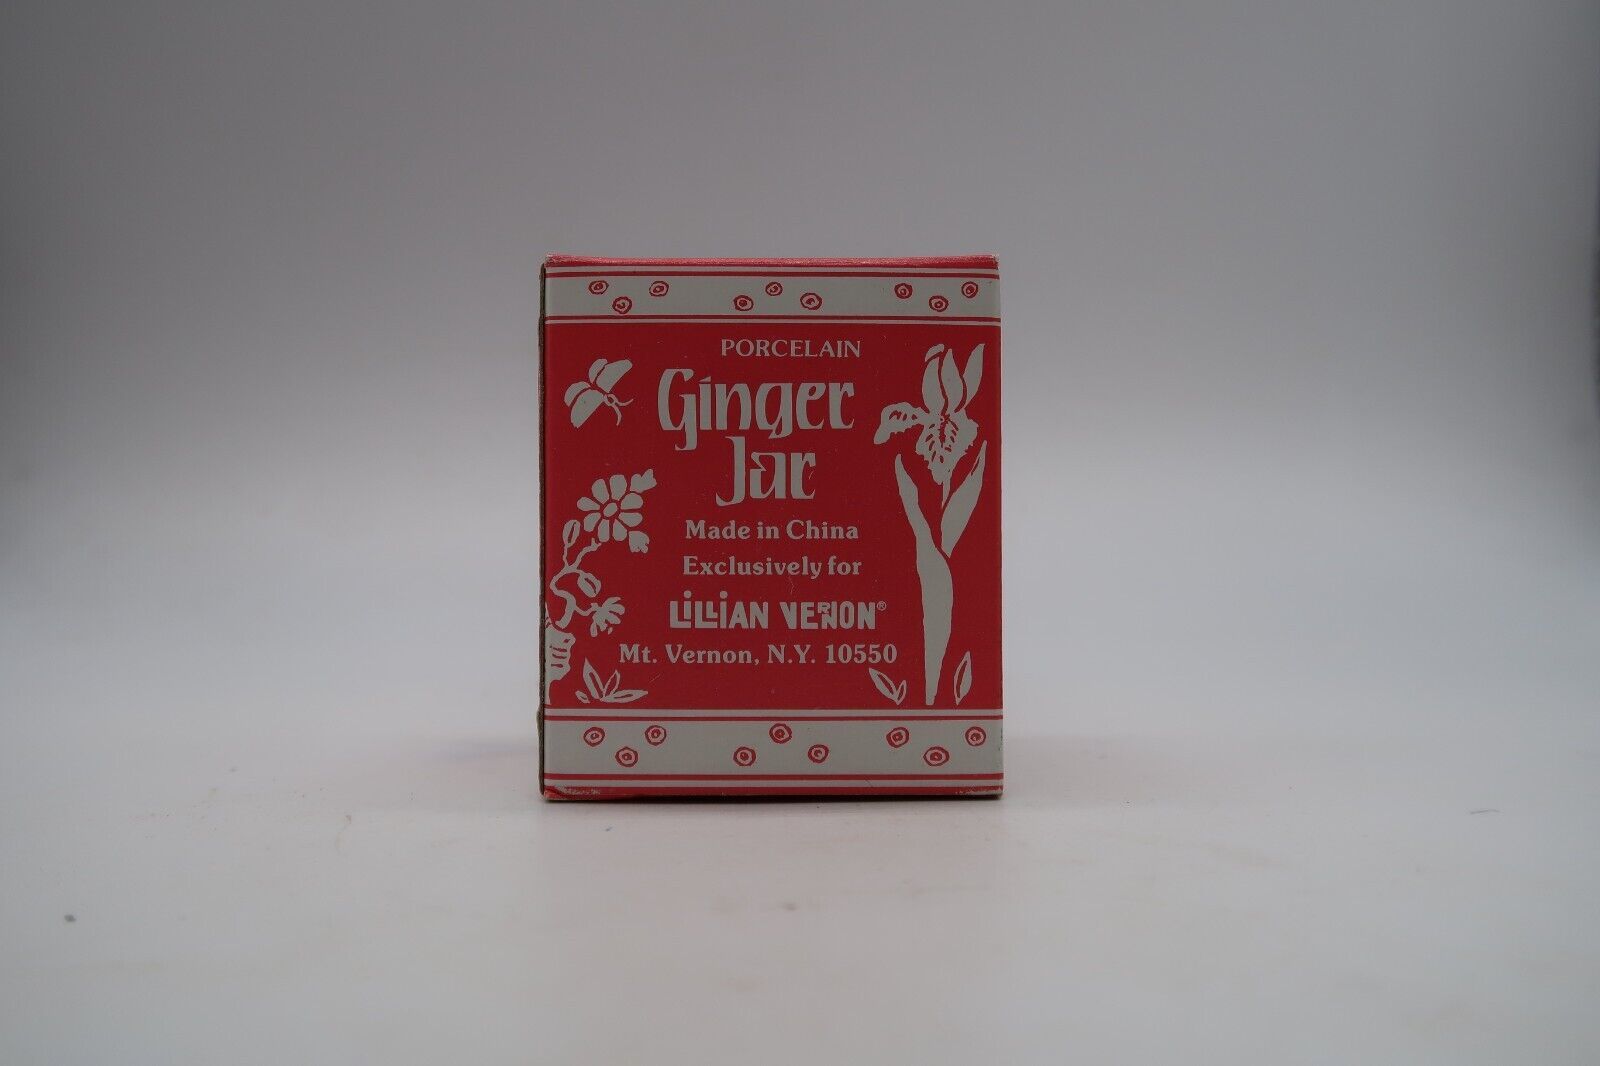 PORCELAIN
Ginger
Jar
Made in China
Exclusively for
LiLLiAN VERNON®
Mt. Vernon, N.Y. 10550